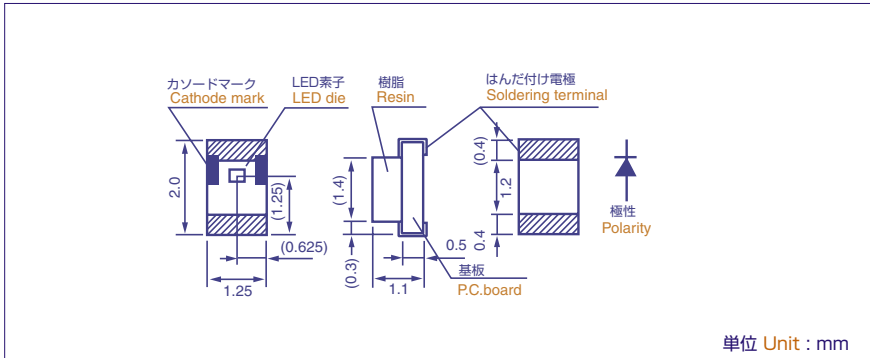 カソードマーク
Cathode mark
LED素子
LED die
樹脂
Resin
はんだ付け電極
Soldering terminal
2.0
(1.25)
(0.625)
1.25
(1.4)
(0.3)
0.5
1.1
基板
P.C.board
(0.4)
1.2
0.4
極性
Polarity
単位 Unit : mm